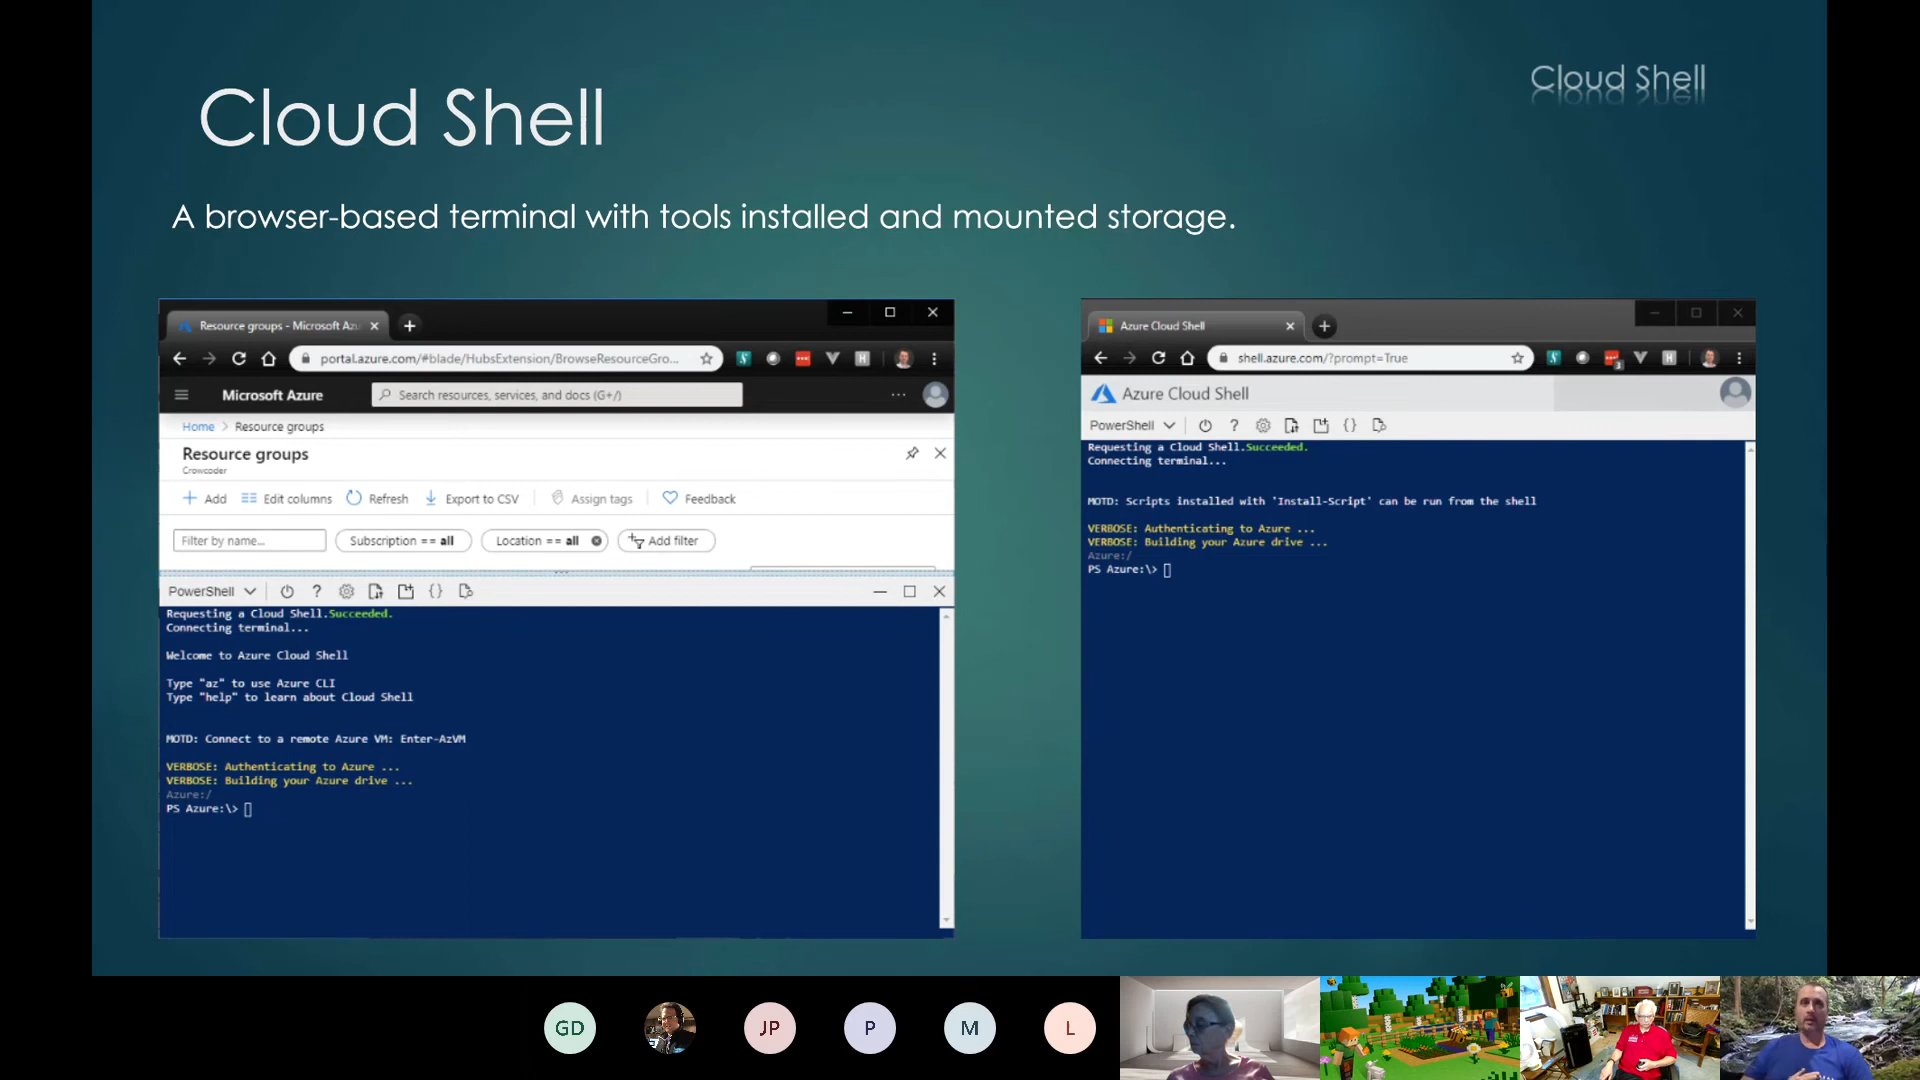 Cloud Shell
Cloud Shell
A browser-based terminal with tools installed and mounted storage.
Resource groups - Microsoft Azu
portal.azure.com/#blade/HubsExtension/BrowseResourceGro...
Microsoft Azure
Search resources, services, and docs (G+/)
Home > Resource groups
Resource groups
Crowcoder
Add Edit columns Refresh Export to CSV Assign tags Feedback
Filter by name... Subscription == all Location == all Add filter
PowerShell
Requesting a Cloud Shell.Succeeded.
Connecting terminal...
Welcome to Azure Cloud Shell
Type "az" to use Azure CLI
Type "help" to learn about Cloud Shell
MOTD: Connect to a remote Azure VM: Enter-AzVM
VERBOSE: Authenticating to Azure ...
VERBOSE: Building your Azure drive ...
Azure:/
PS Azure:\>
Azure Cloud Shell
shell.azure.com/?prompt=True
Azure Cloud Shell
PowerShell
Requesting a Cloud Shell.Succeeded.
Connecting terminal...
MOTD: Scripts installed with 'Install-Script' can be run from the shell
VERBOSE: Authenticating to Azure ...
VERBOSE: Building your Azure drive ...
Azure:/
PS Azure:\>
GD
JP
P
M
L